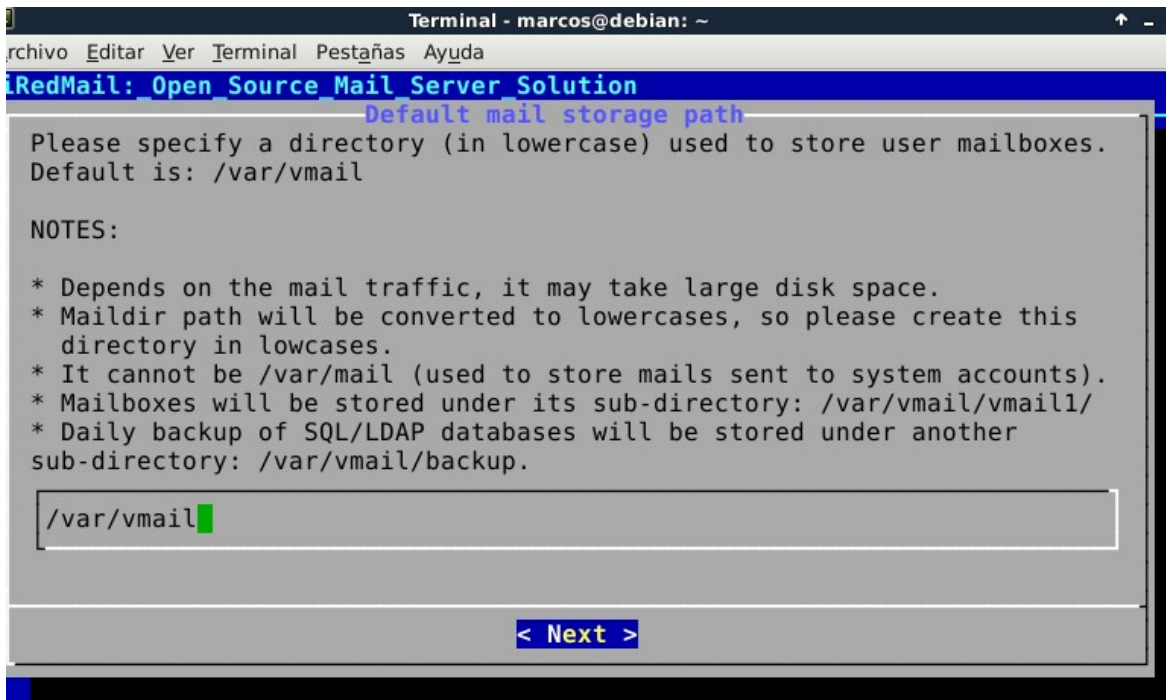 Terminal - marcos@debian: ~
rchivo Editar Ver Terminal Pestañas Ayuda
iRedMail:_Open_Source_Mail_Server_Solution
Default mail storage path
Please specify a directory (in lowercase) used to store user mailboxes.
Default is: /var/vmail
NOTES:
* Depends on the mail traffic, it may take large disk space.
* Maildir path will be converted to lowercases, so please create this
directory in lowcases.
* It cannot be /var/mail (used to store mails sent to system accounts).
* Mailboxes will be stored under its sub-directory: /var/vmail/vmail1/
* Daily backup of SQL/LDAP databases will be stored under another
sub-directory: /var/vmail/backup.
/var/vmail
< Next >